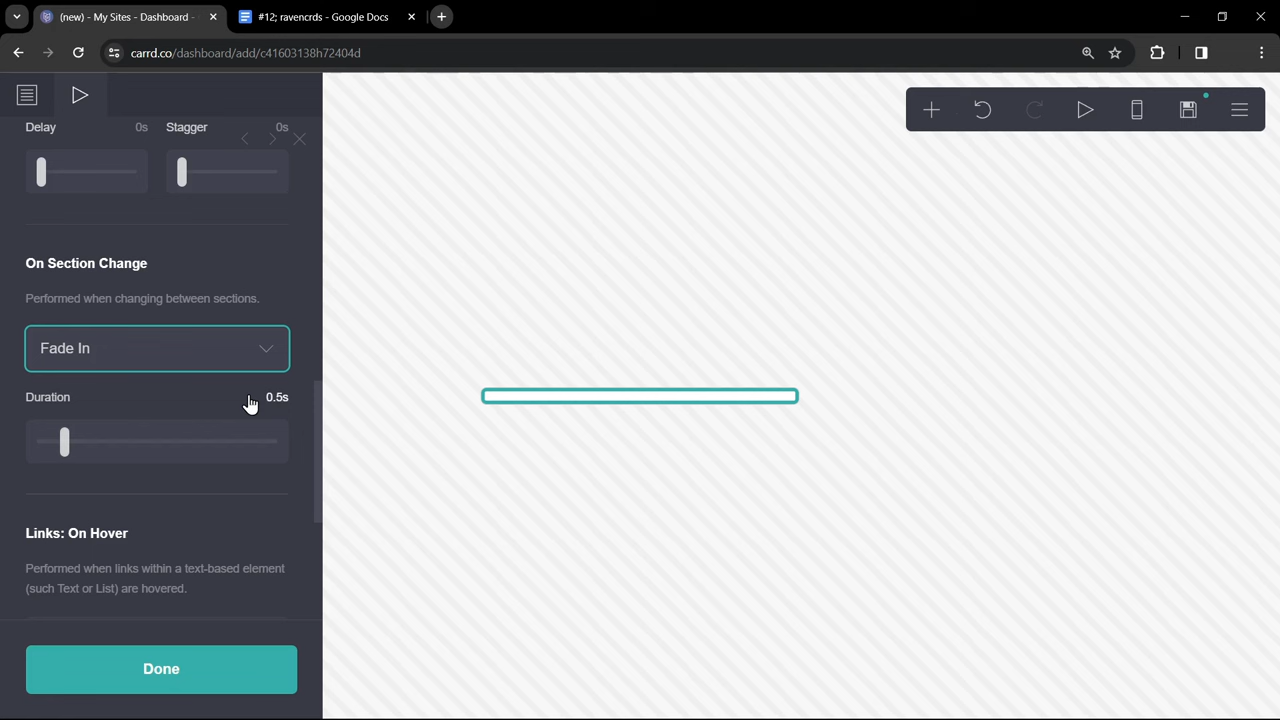 (new) - My Sites - Dashboard -
#12; ravencrds - Google Docs
carrd.co/dashboard/add/c41603138h72404d
Delay 0s Stagger 0s
On Section Change
Performed when changing between sections.
Fade In
Duration 0.5s
Links: On Hover
Performed when links within a text-based element
(such Text or List) are hovered.
Done